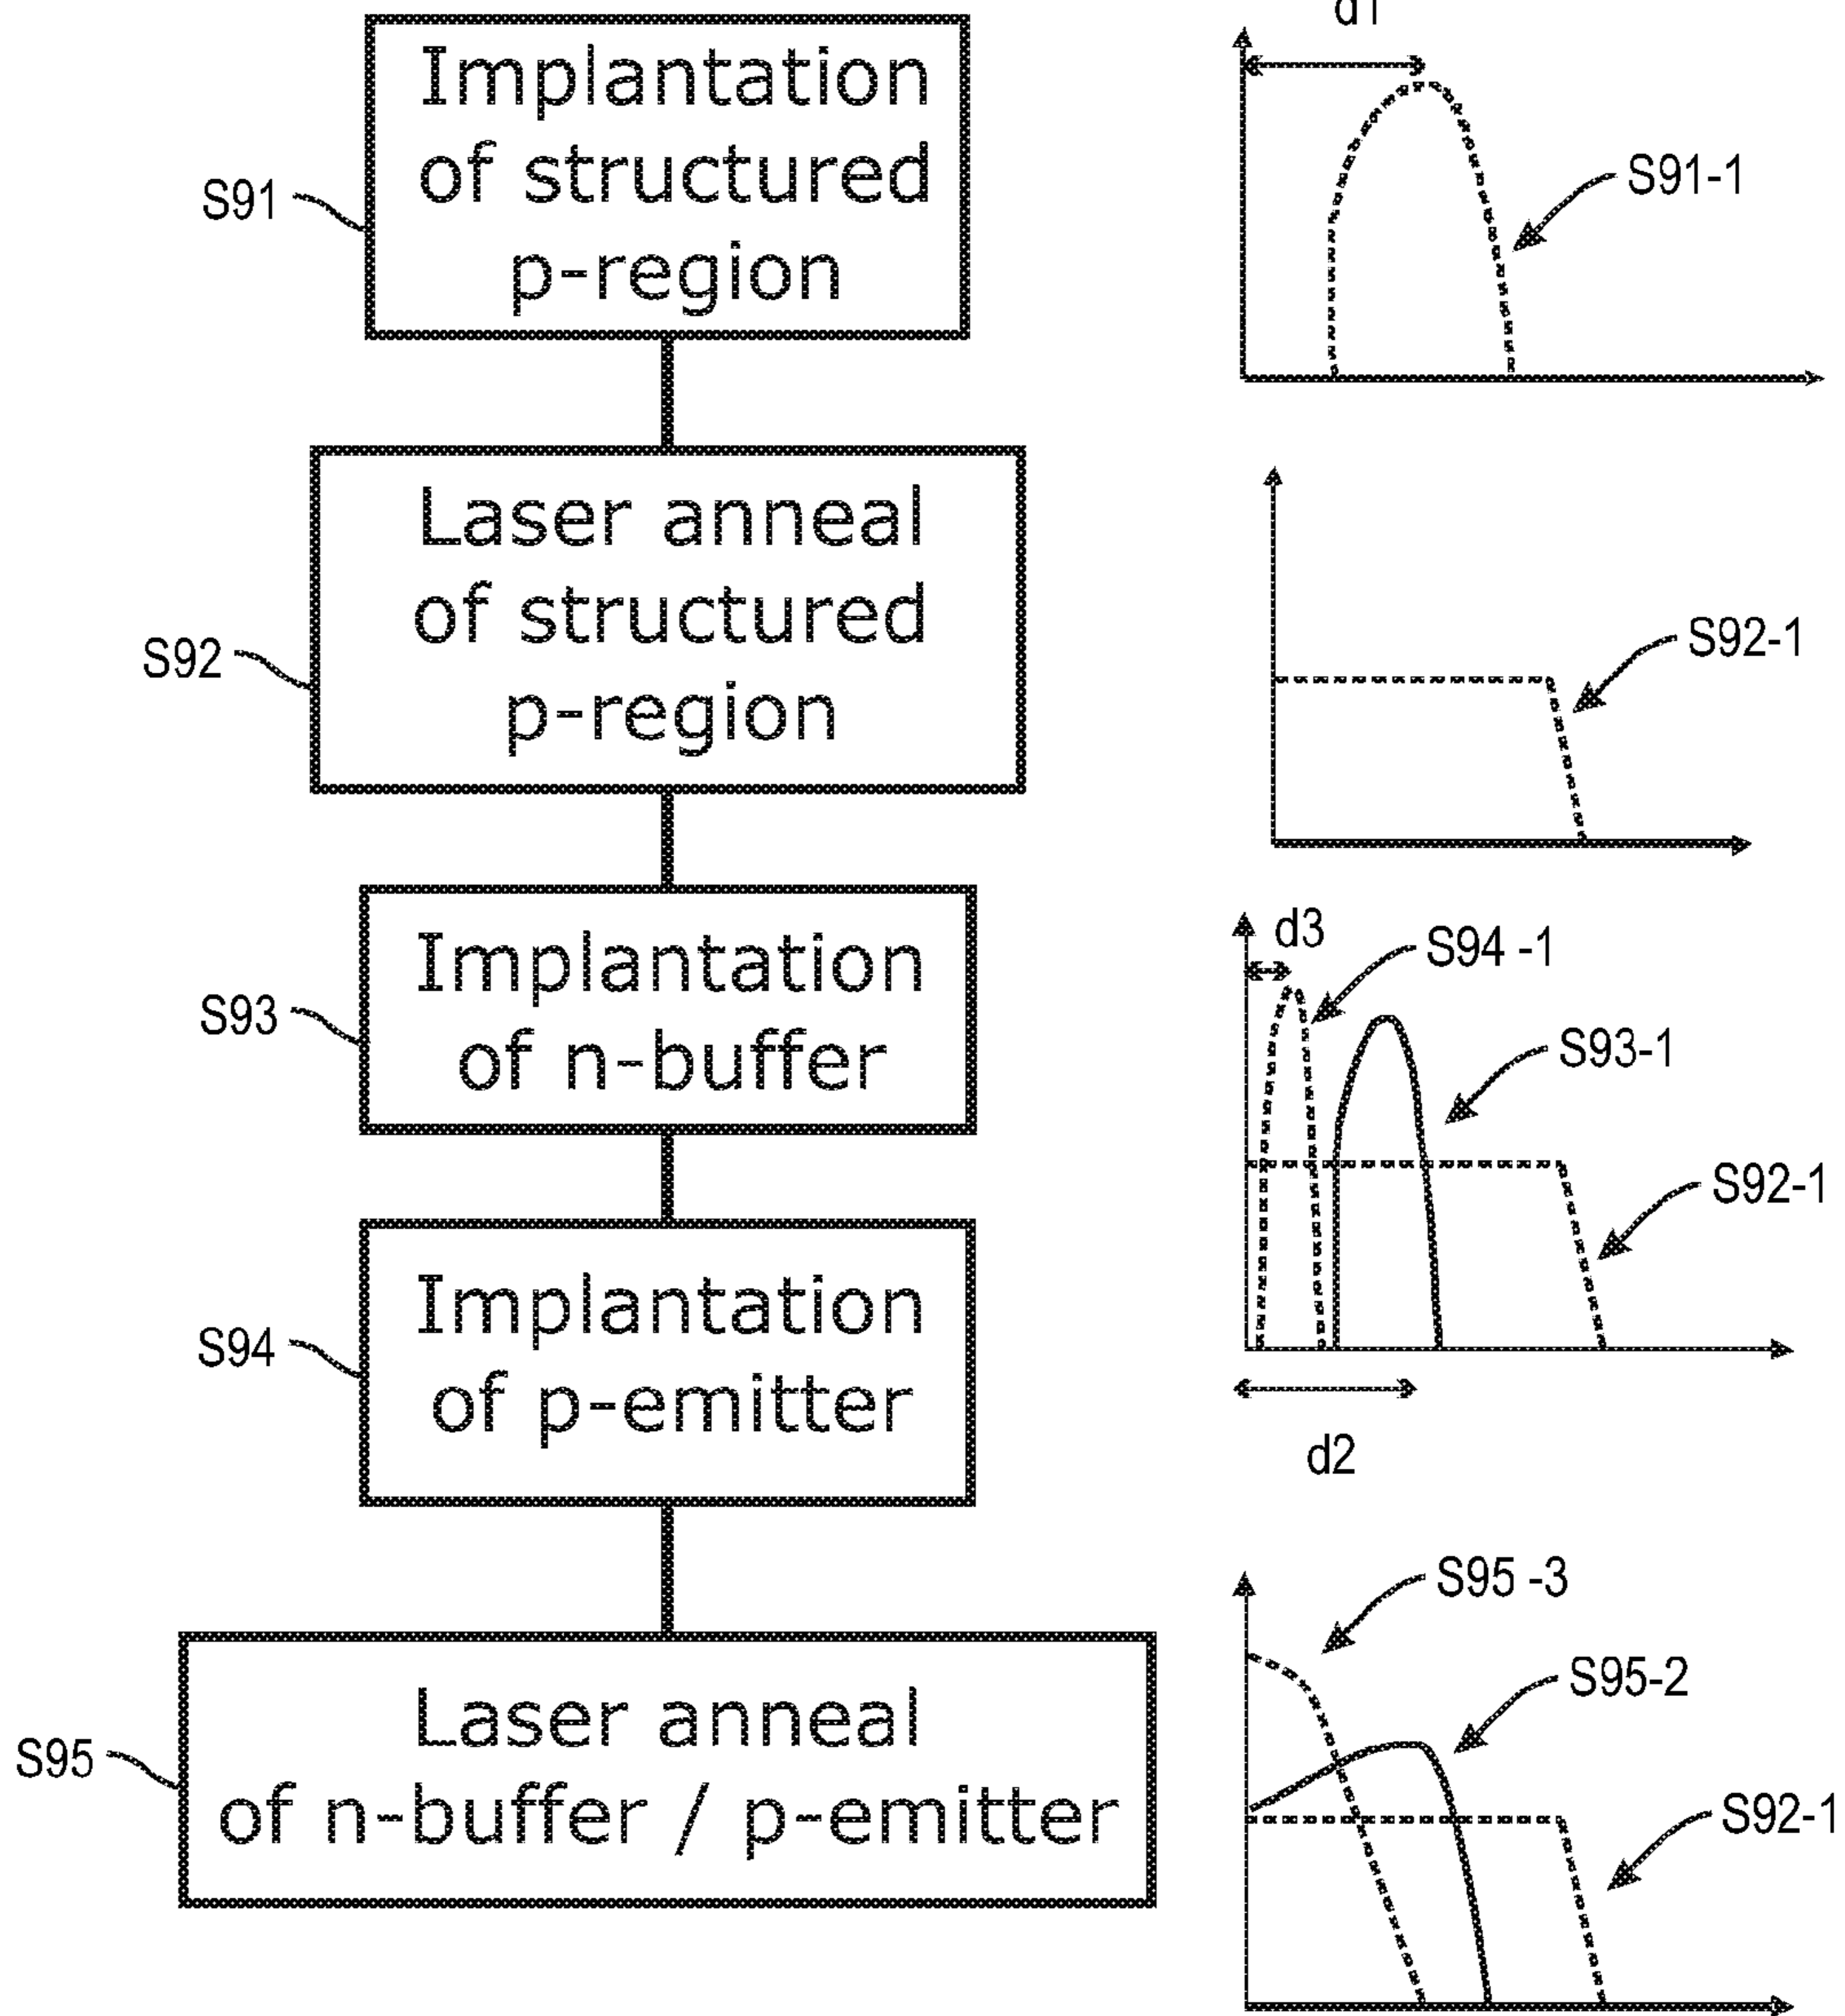 d1
Implantation
of structured
p-region
S91
S91-1
Laser anneal
of structured
p-region
S92
S92-1
Implantation
of n-buffer
S93
d3
S94 -1
S93-1
S92-1
d2
Implantation
of p-emitter
S94
Laser anneal
of n-buffer / p-emitter
S95
S95 -3
S95-2
S92-1